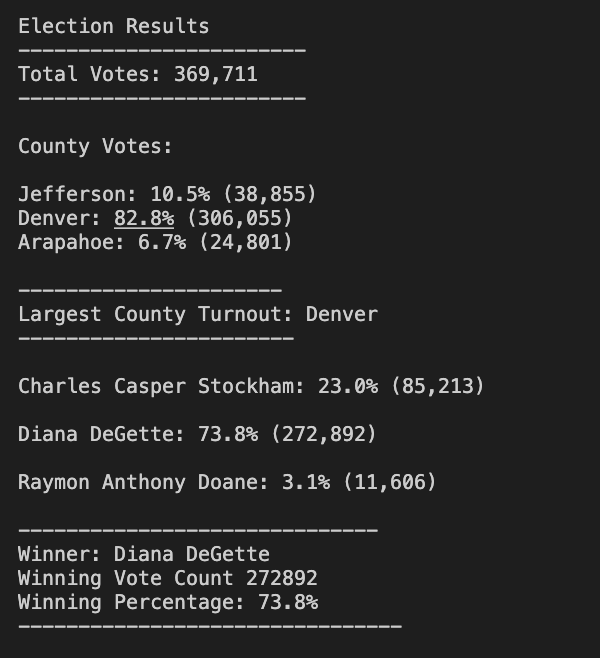 Election Results
------------------------
Total Votes: 369,711
------------------------
County Votes:
Jefferson: 10.5% (38,855)
Denver: 82.8% (306,055)
Arapahoe: 6.7% (24,801)
----------------------
Largest County Turnout: Denver
-----------------------
Charles Casper Stockham: 23.0% (85,213)
Diana DeGette: 73.8% (272,892)
Raymon Anthony Doane: 3.1% (11,606)
------------------------------
Winner: Diana DeGette
Winning Vote Count 272892
Winning Percentage: 73.8%
--------------------------------